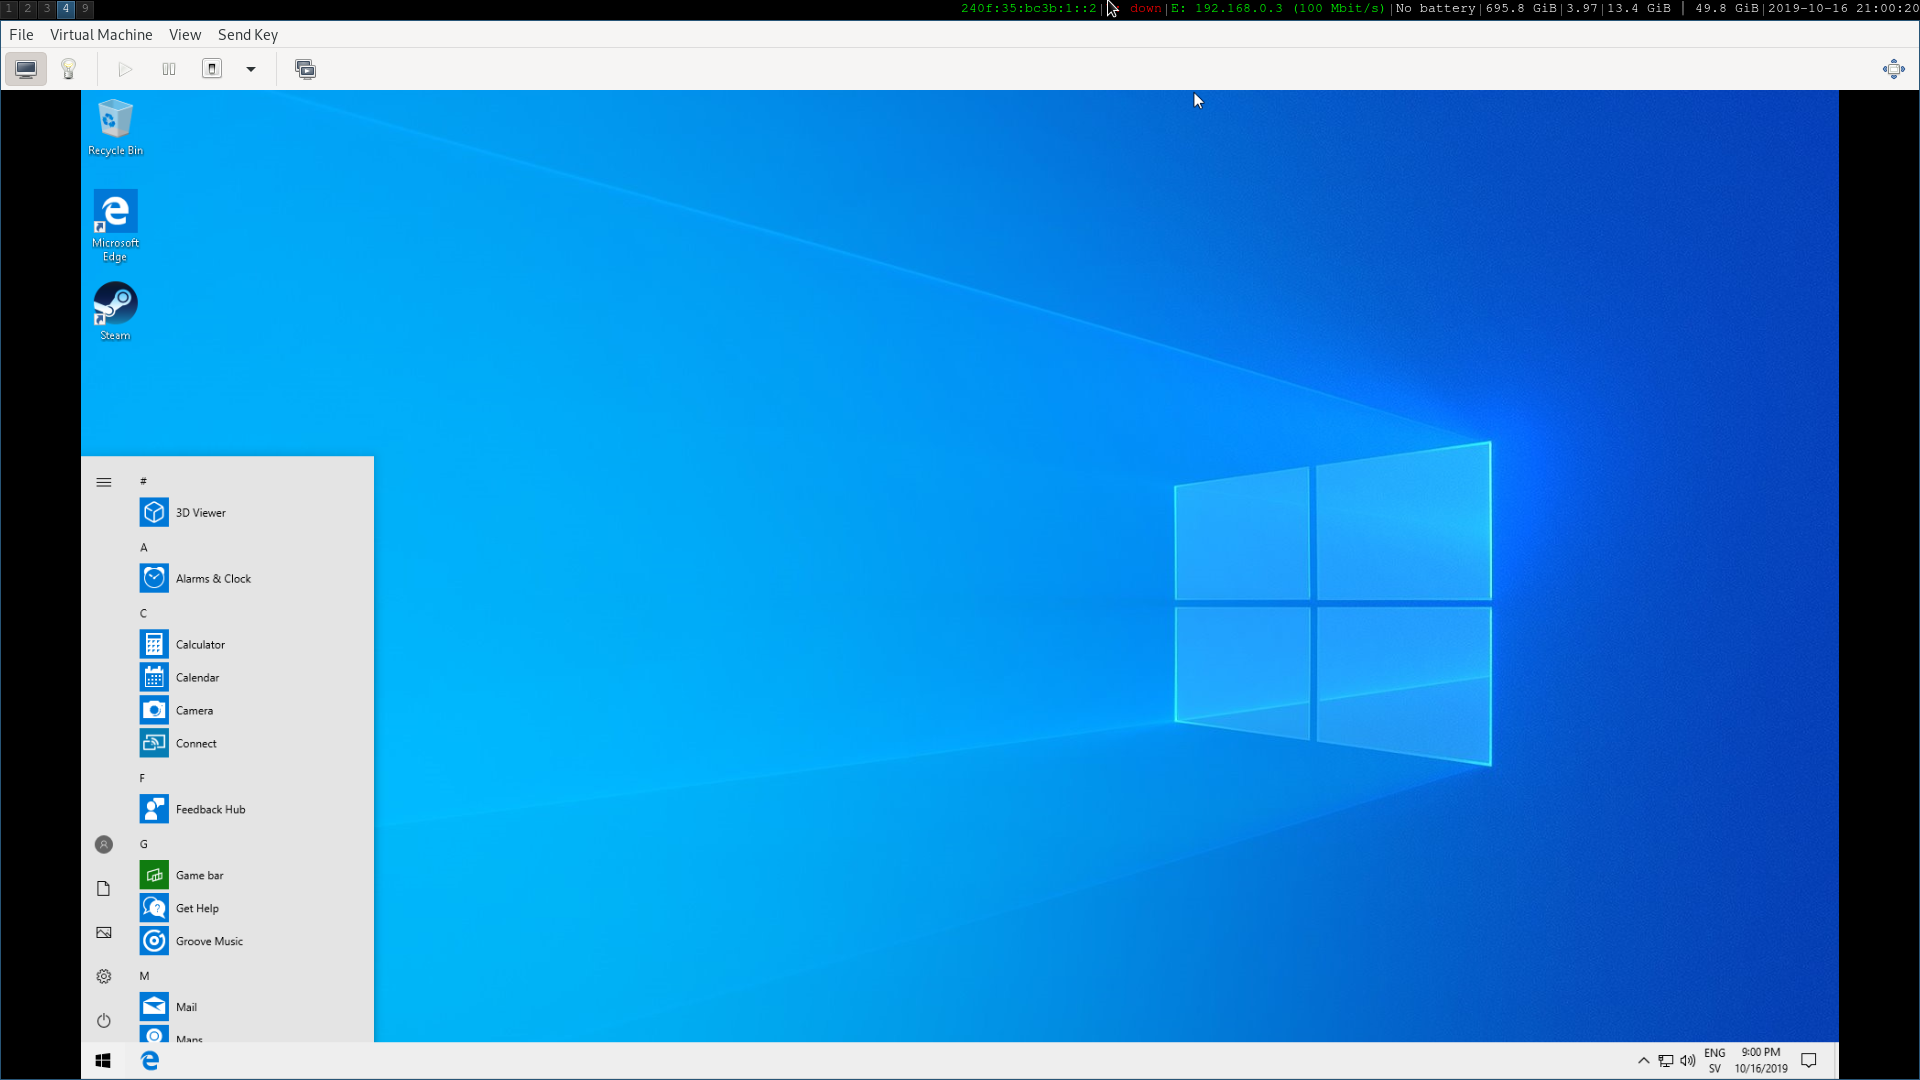 1 2 3 4 9
240f:35:bc3b:1::2| down|E: 192.168.0.3 (100 Mbit/s)|No battery|695.8 GiB|3.97|13.4 GiB | 49.8 GiB|2019-10-16 21:00:20
File Virtual Machine View Send Key
Recycle Bin
Microsoft
Edge
Steam
#
3D Viewer
A
Alarms & Clock
C
Calculator
Calendar
Camera
Connect
F
Feedback Hub
G
Game bar
Get Help
Groove Music
M
Mail
Maps
ENG
SV
9:00 PM
10/16/2019